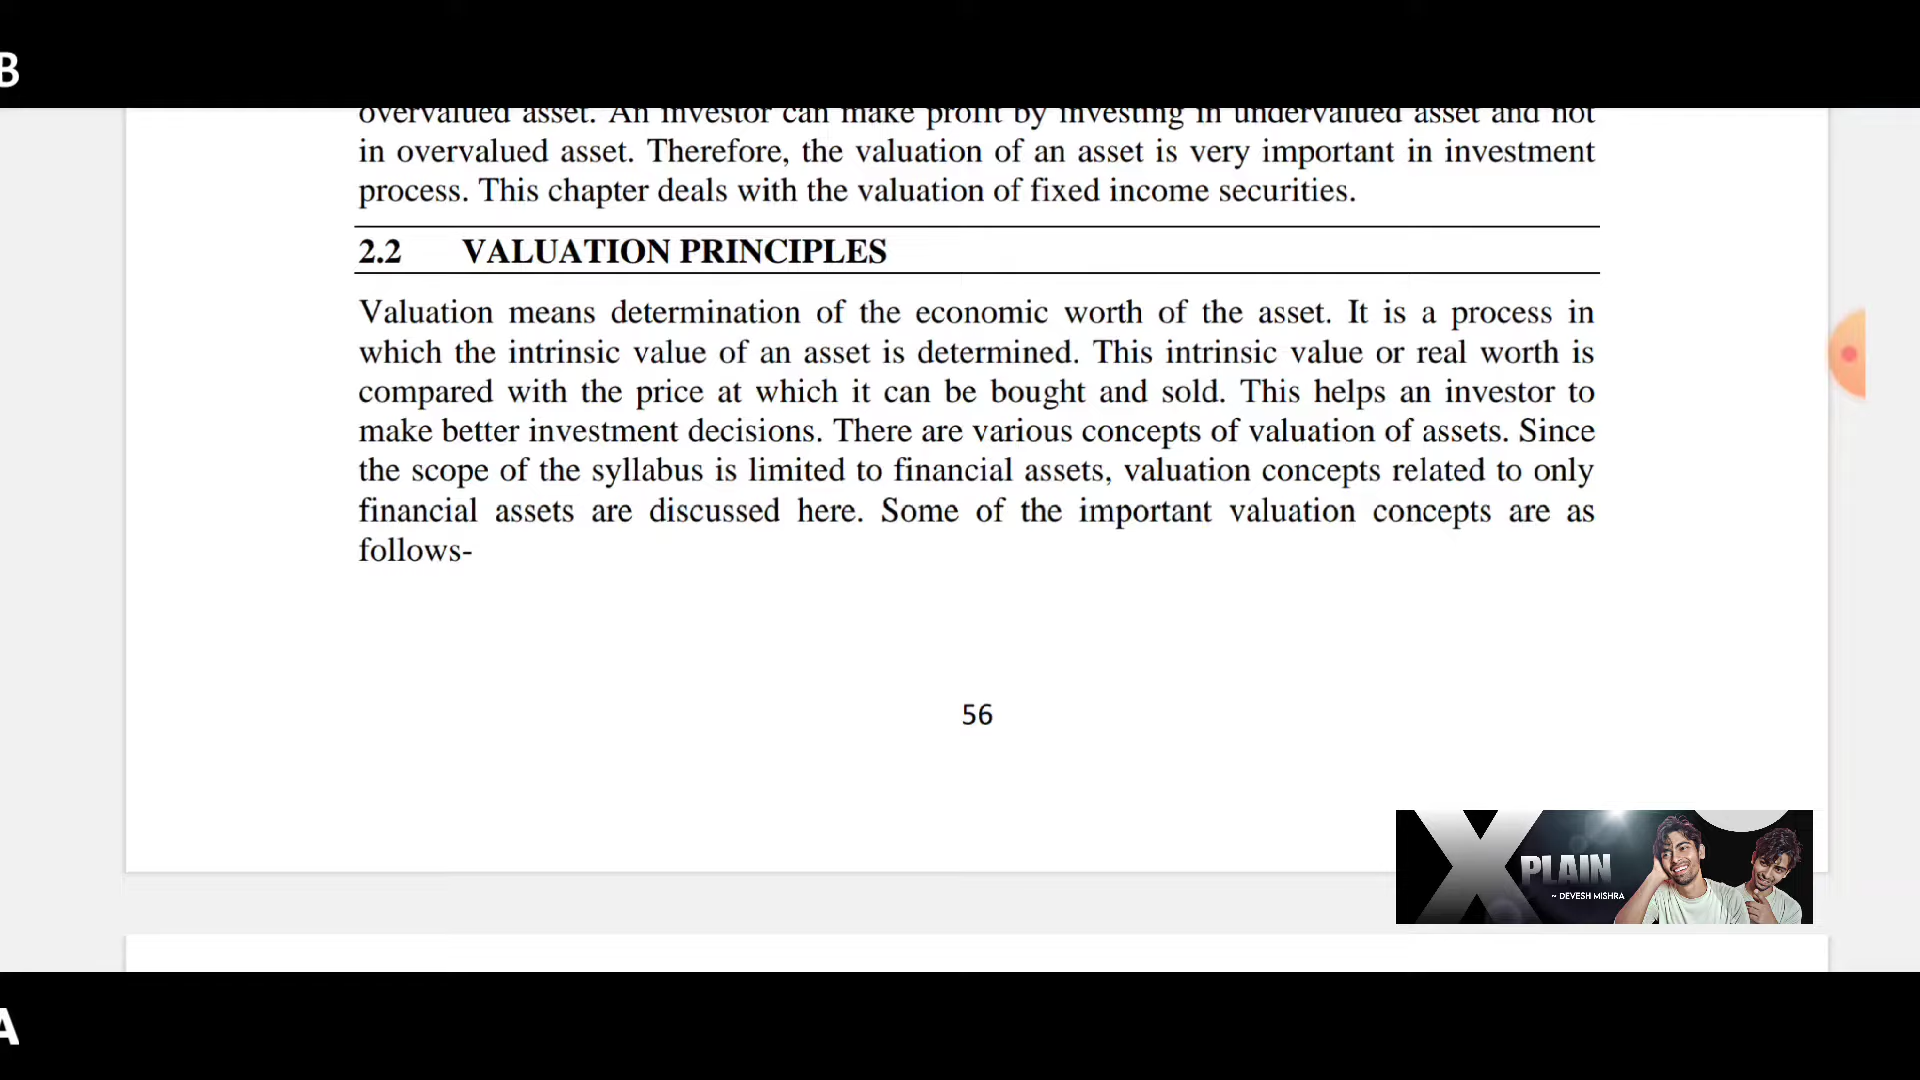 B
overvalued asset. An investor can make profit by investing in undervalued asset and not
in overvalued asset. Therefore, the valuation of an asset is very important in investment
process. This chapter deals with the valuation of fixed income securities.
2.2 VALUATION PRINCIPLES
Valuation means determination of the economic worth of the asset. It is a process in
which the intrinsic value of an asset is determined. This intrinsic value or real worth is
compared with the price at which it can be bought and sold. This helps an investor to
make better investment decisions. There are various concepts of valuation of assets. Since
the scope of the syllabus is limited to financial assets, valuation concepts related to only
financial assets are discussed here. Some of the important valuation concepts are as
follows-
56
XPLAIN
~ DEVESH MISHRA
A